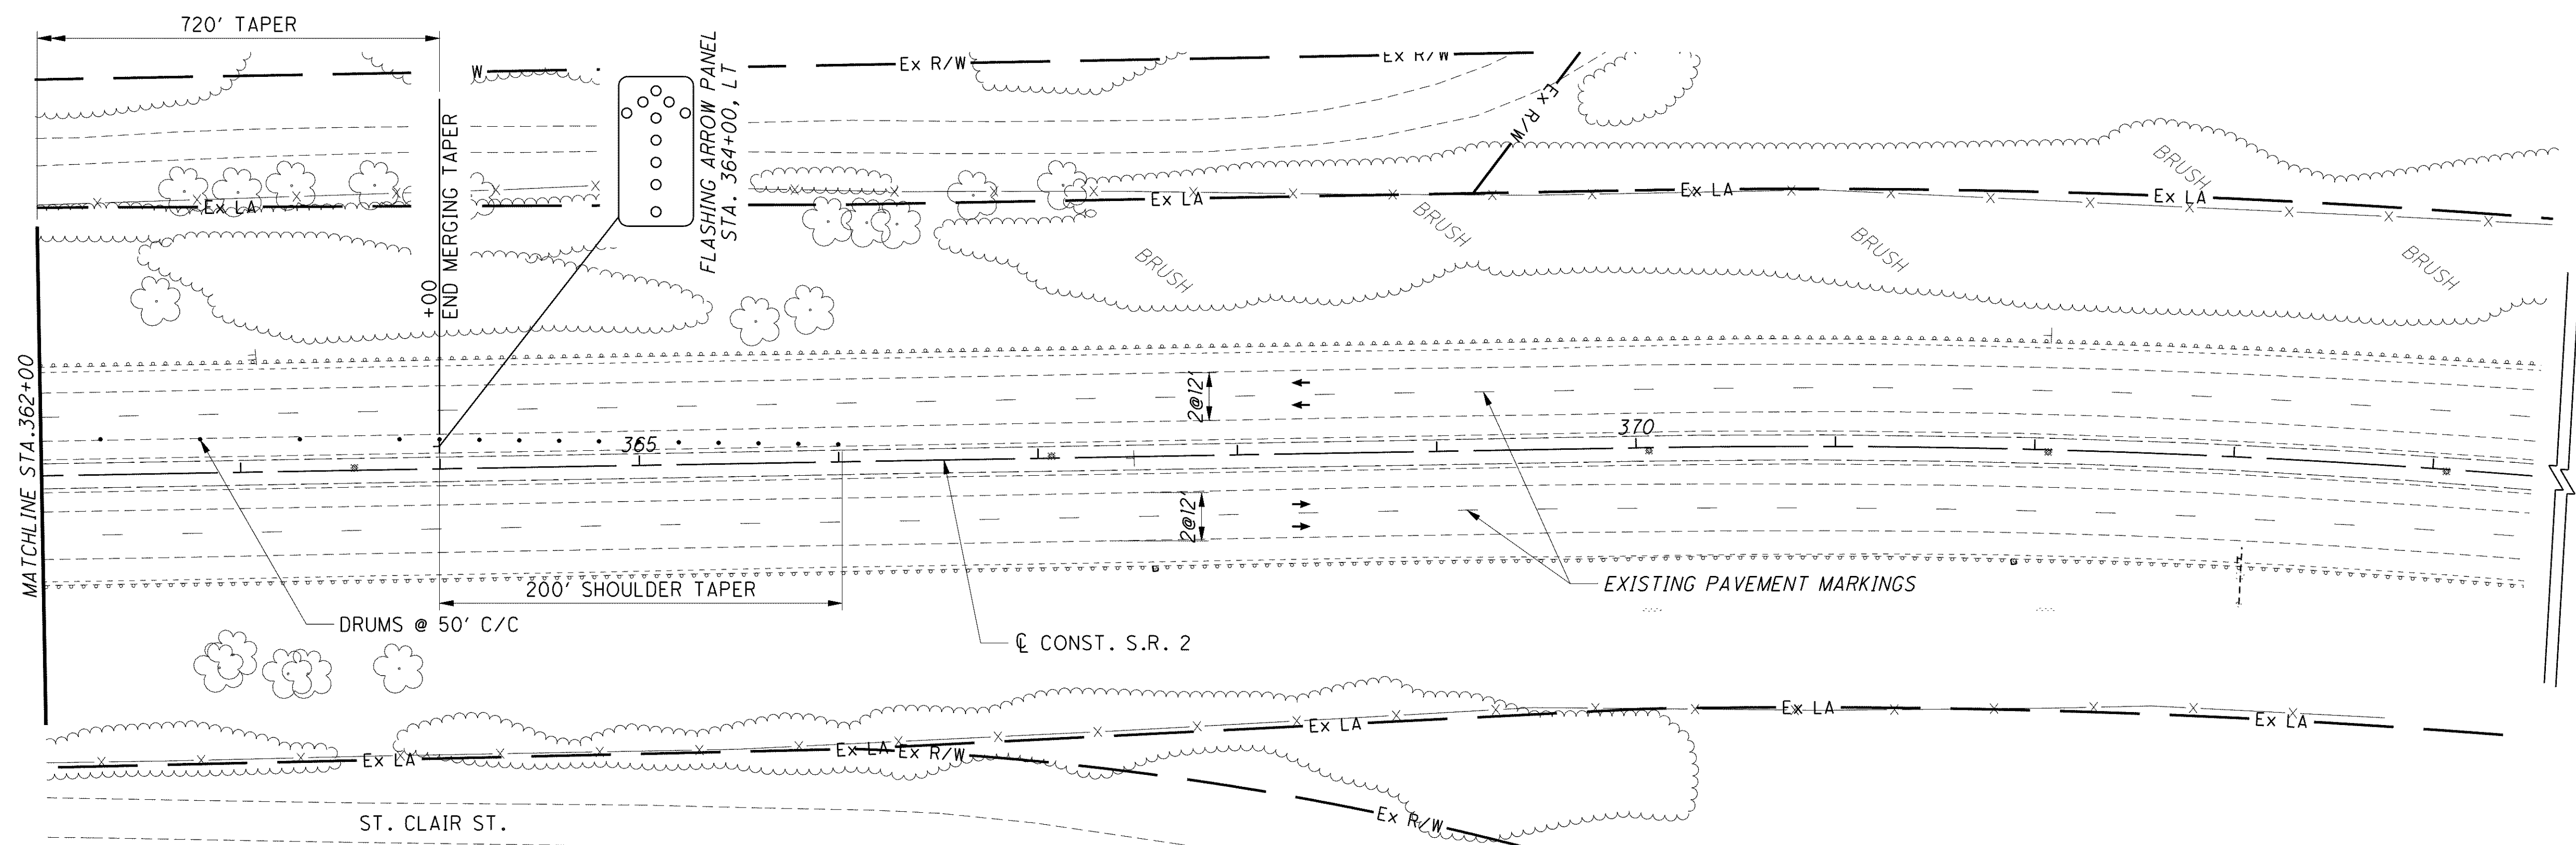 720' TAPER
W
Ex R/W
Ex R/W
Ex R/W
FLASHING ARROW PANEL
STA. 364+00, LT
END MERGING TAPER
+00
Ex LA
Ex LA
Ex LA
Ex LA
BRUSH
BRUSH
BRUSH
BRUSH
BRUSH
MATCHLINE STA.362+00
2@12'
365
370
2@12'
200' SHOULDER TAPER
EXISTING PAVEMENT MARKINGS
DRUMS @ 50' C/C
℄ CONST. S.R. 2
Ex LA
Ex LA
Ex R/W
Ex LA
Ex LA
Ex LA
Ex R/W
ST. CLAIR ST.